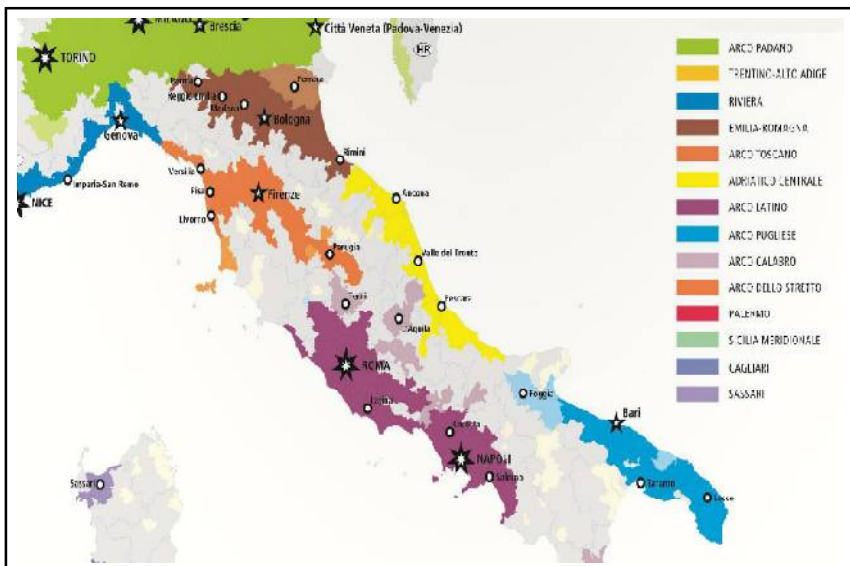 Brescia
Città Veneta (Padova-Venezia)
HR
TORINO
Parma
Reggio Emilia
Modena
Ferrara
Bologna
Genova
Rimini
Versilia
Imparia-San Remo
Pisa
Firenze
Ancona
NICE
Livorno
Perugia
Valle del Tronto
Terni
Pescara
L'Aquila
ROMA
Latina
Foggia
Bari
Caserta
NAPOLI
Salerno
Taranto
Lecce
Sassari
ARCO PADANO
TRENTINO-ALTO ADIGE
RIVIERA
EMILIA-ROMAGNA
ARCO TOSCANO
ADRIATICO CENTRALE
ARCO LATINO
ARCO PUGLIESE
ARCO CALABRO
ARCO DELLO STRETTO
PALERMO
SICILIA MERIDIONALE
CAGLIARI
SASSARI